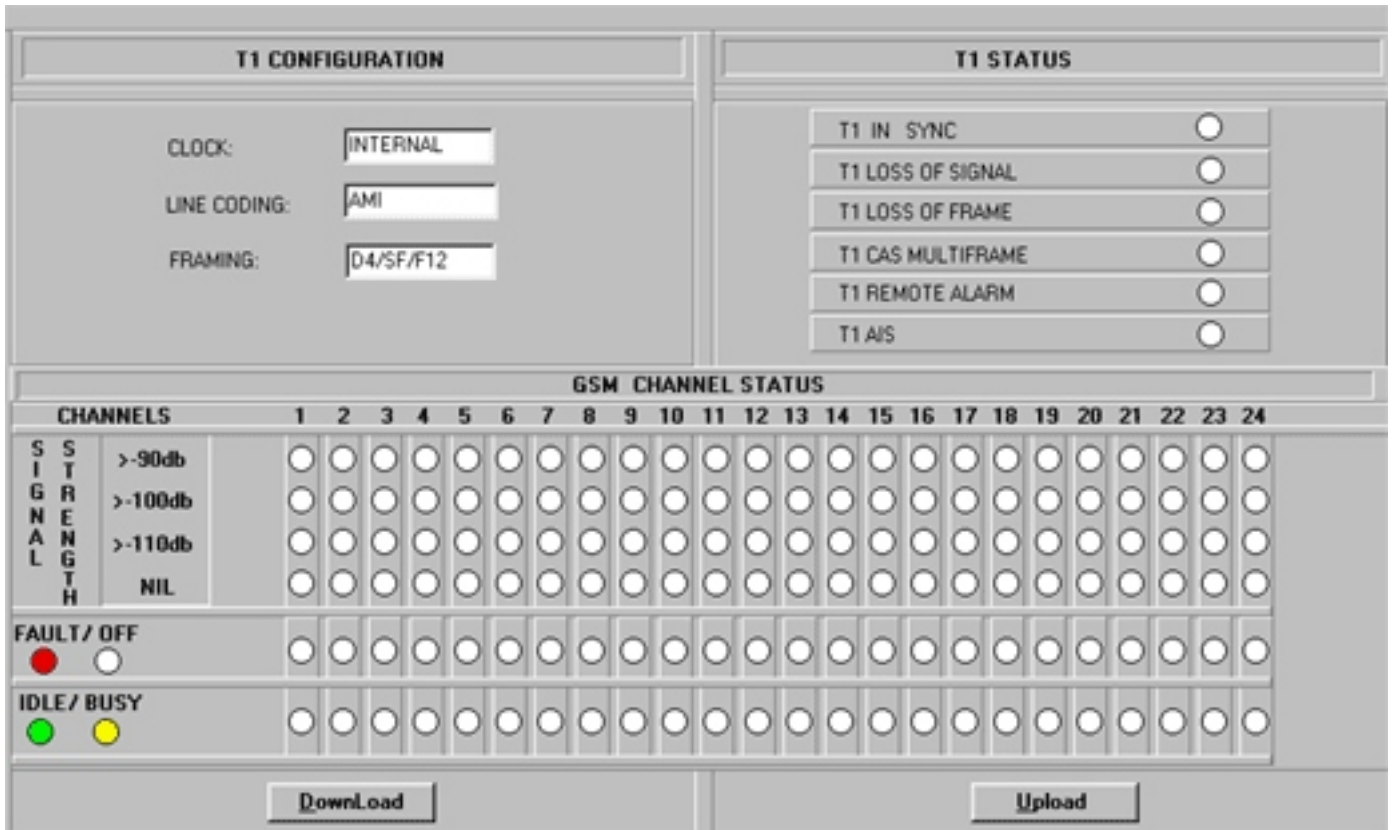 T1 CONFIGURATION
CLOCK: INTERNAL
LINE CODING: AMI
FRAMING: D4/SF/F12
T1 STATUS
T1 IN SYNC
T1 LOSS OF SIGNAL
T1 LOSS OF FRAME
T1 CAS MULTIFRAME
T1 REMOTE ALARM
T1 AIS
GSM CHANNEL STATUS
CHANNELS 1 2 3 4 5 6 7 8 9 10 11 12 13 14 15 16 17 18 19 20 21 22 23 24
SIGNAL
STRENGTH
>-90db
>-100db
>-110db
NIL
FAULT/ OFF
IDLE/ BUSY
DownLoad
Upload